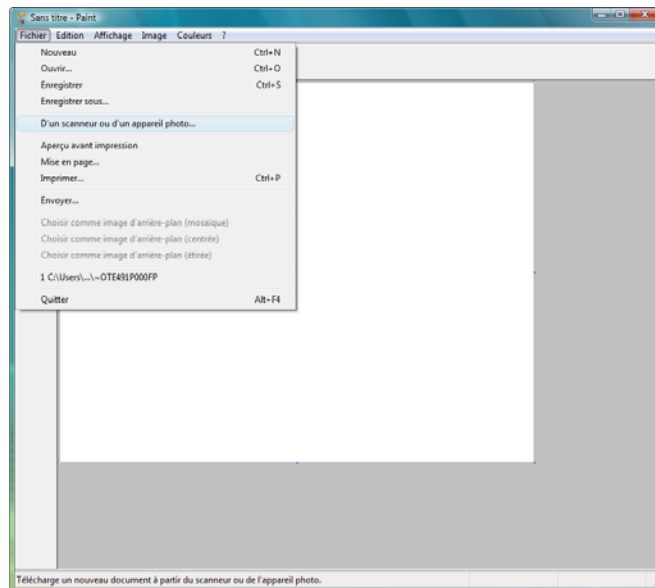 Sans titre - Paint
Fichier Edition Affichage Image Couleurs ?
Nouveau Ctrl+N
Ouvrir... Ctrl+O
Enregistrer Ctrl+S
Enregistrer sous...
D'un scanneur ou d'un appareil photo...
Aperçu avant impression
Mise en page...
Imprimer... Ctrl+P
Envoyer...
Choisir comme image d'arrière-plan (mosaïque)
Choisir comme image d'arrière-plan (centrée)
Choisir comme image d'arrière-plan (étirée)
1 C:\Users\...\~OTE491P000FP
Quitter Alt+F4
Télécharge un nouveau document à partir du scanneur ou de l'appareil photo.